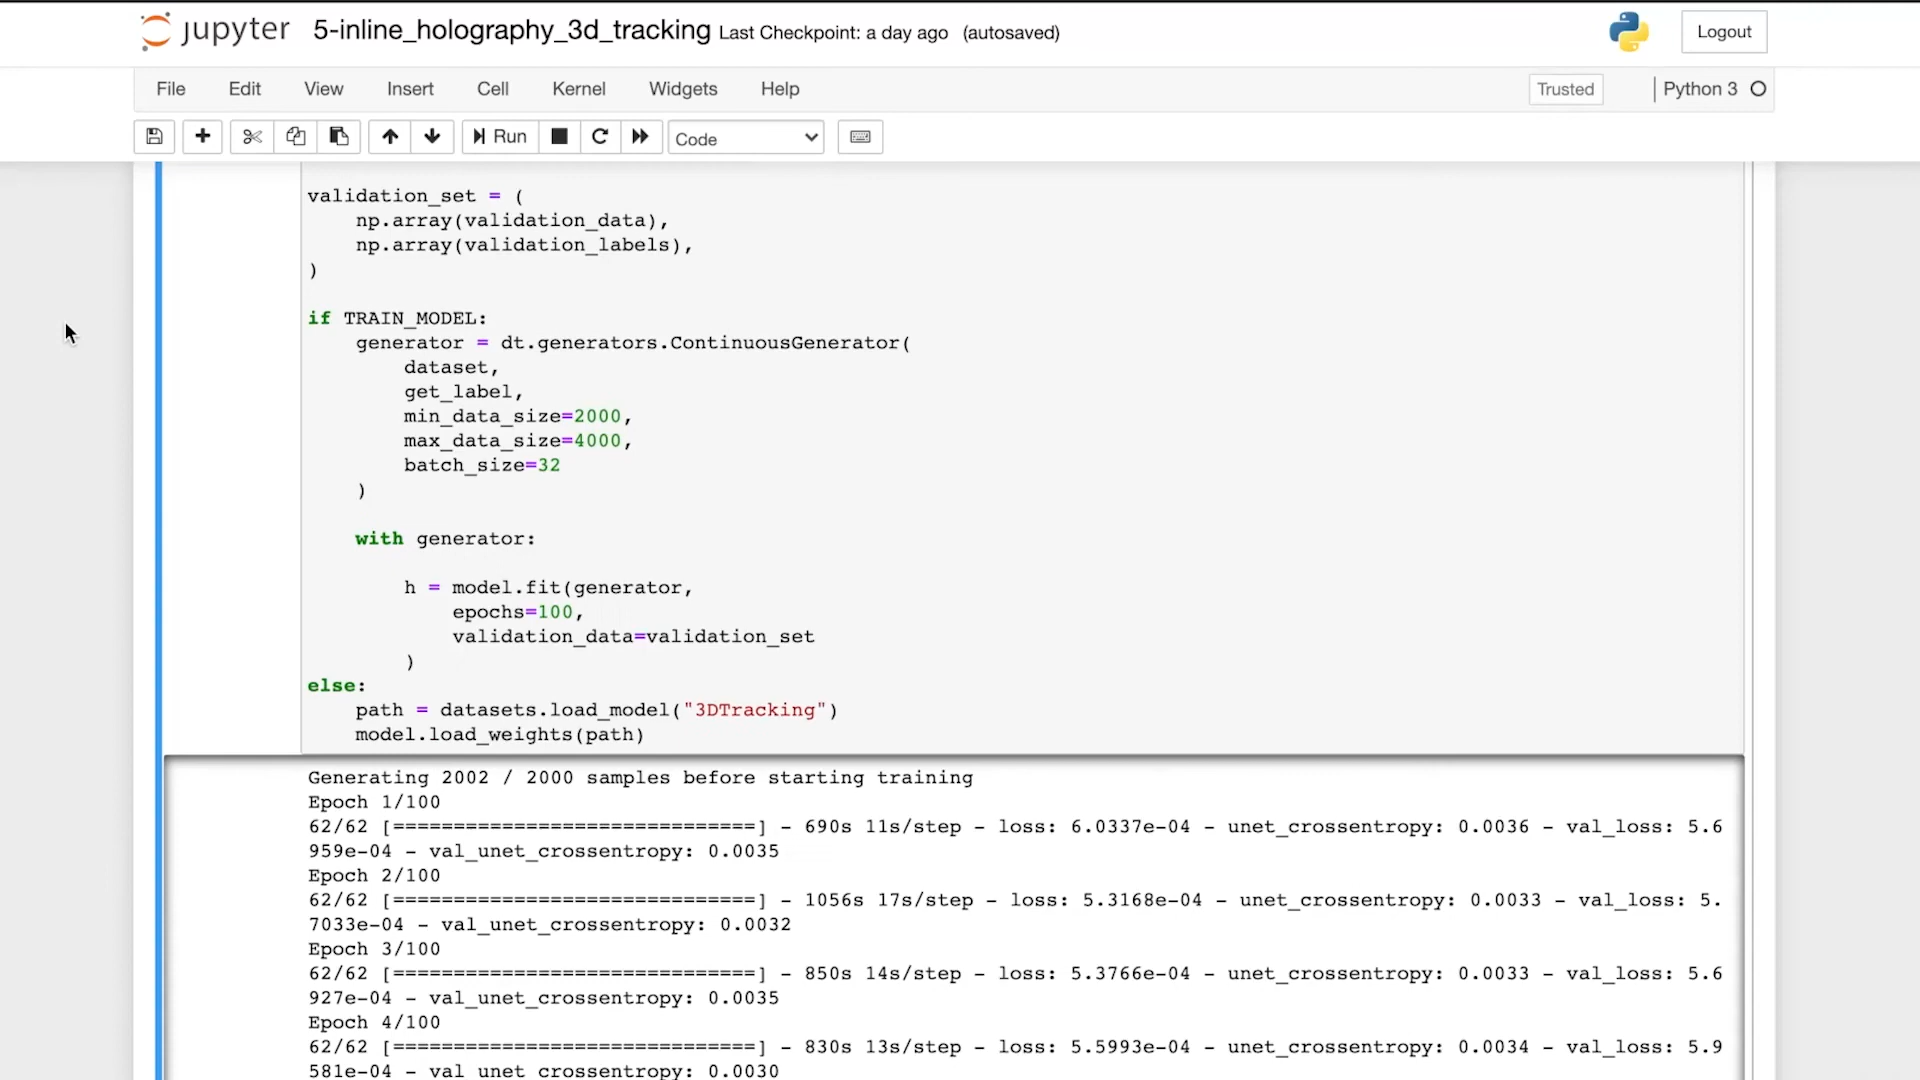 jupyter 5-inline_holography_3d_tracking Last Checkpoint: a day ago (autosaved) Logout
File Edit View Insert Cell Kernel Widgets Help Trusted Python 3
Run Code
validation_set = (
    np.array(validation_data),
    np.array(validation_labels),
)
if TRAIN_MODEL:
    generator = dt.generators.ContinuousGenerator(
        dataset,
        get_label,
        min_data_size=2000,
        max_data_size=4000,
        batch_size=32
    )
    with generator:
        h = model.fit(generator,
            epochs=100,
            validation_data=validation_set
        )
else:
    path = datasets.load_model("3DTracking")
    model.load_weights(path)
Generating 2002 / 2000 samples before starting training
Epoch 1/100
62/62 [==============================] - 690s 11s/step - loss: 6.0337e-04 - unet_crossentropy: 0.0036 - val_loss: 5.6
959e-04 - val_unet_crossentropy: 0.0035
Epoch 2/100
62/62 [==============================] - 1056s 17s/step - loss: 5.3168e-04 - unet_crossentropy: 0.0033 - val_loss: 5.
7033e-04 - val_unet_crossentropy: 0.0032
Epoch 3/100
62/62 [==============================] - 850s 14s/step - loss: 5.3766e-04 - unet_crossentropy: 0.0033 - val_loss: 5.6
927e-04 - val_unet_crossentropy: 0.0035
Epoch 4/100
62/62 [==============================] - 830s 13s/step - loss: 5.5993e-04 - unet_crossentropy: 0.0034 - val_loss: 5.9
581e-04 - val_unet_crossentropy: 0.0030